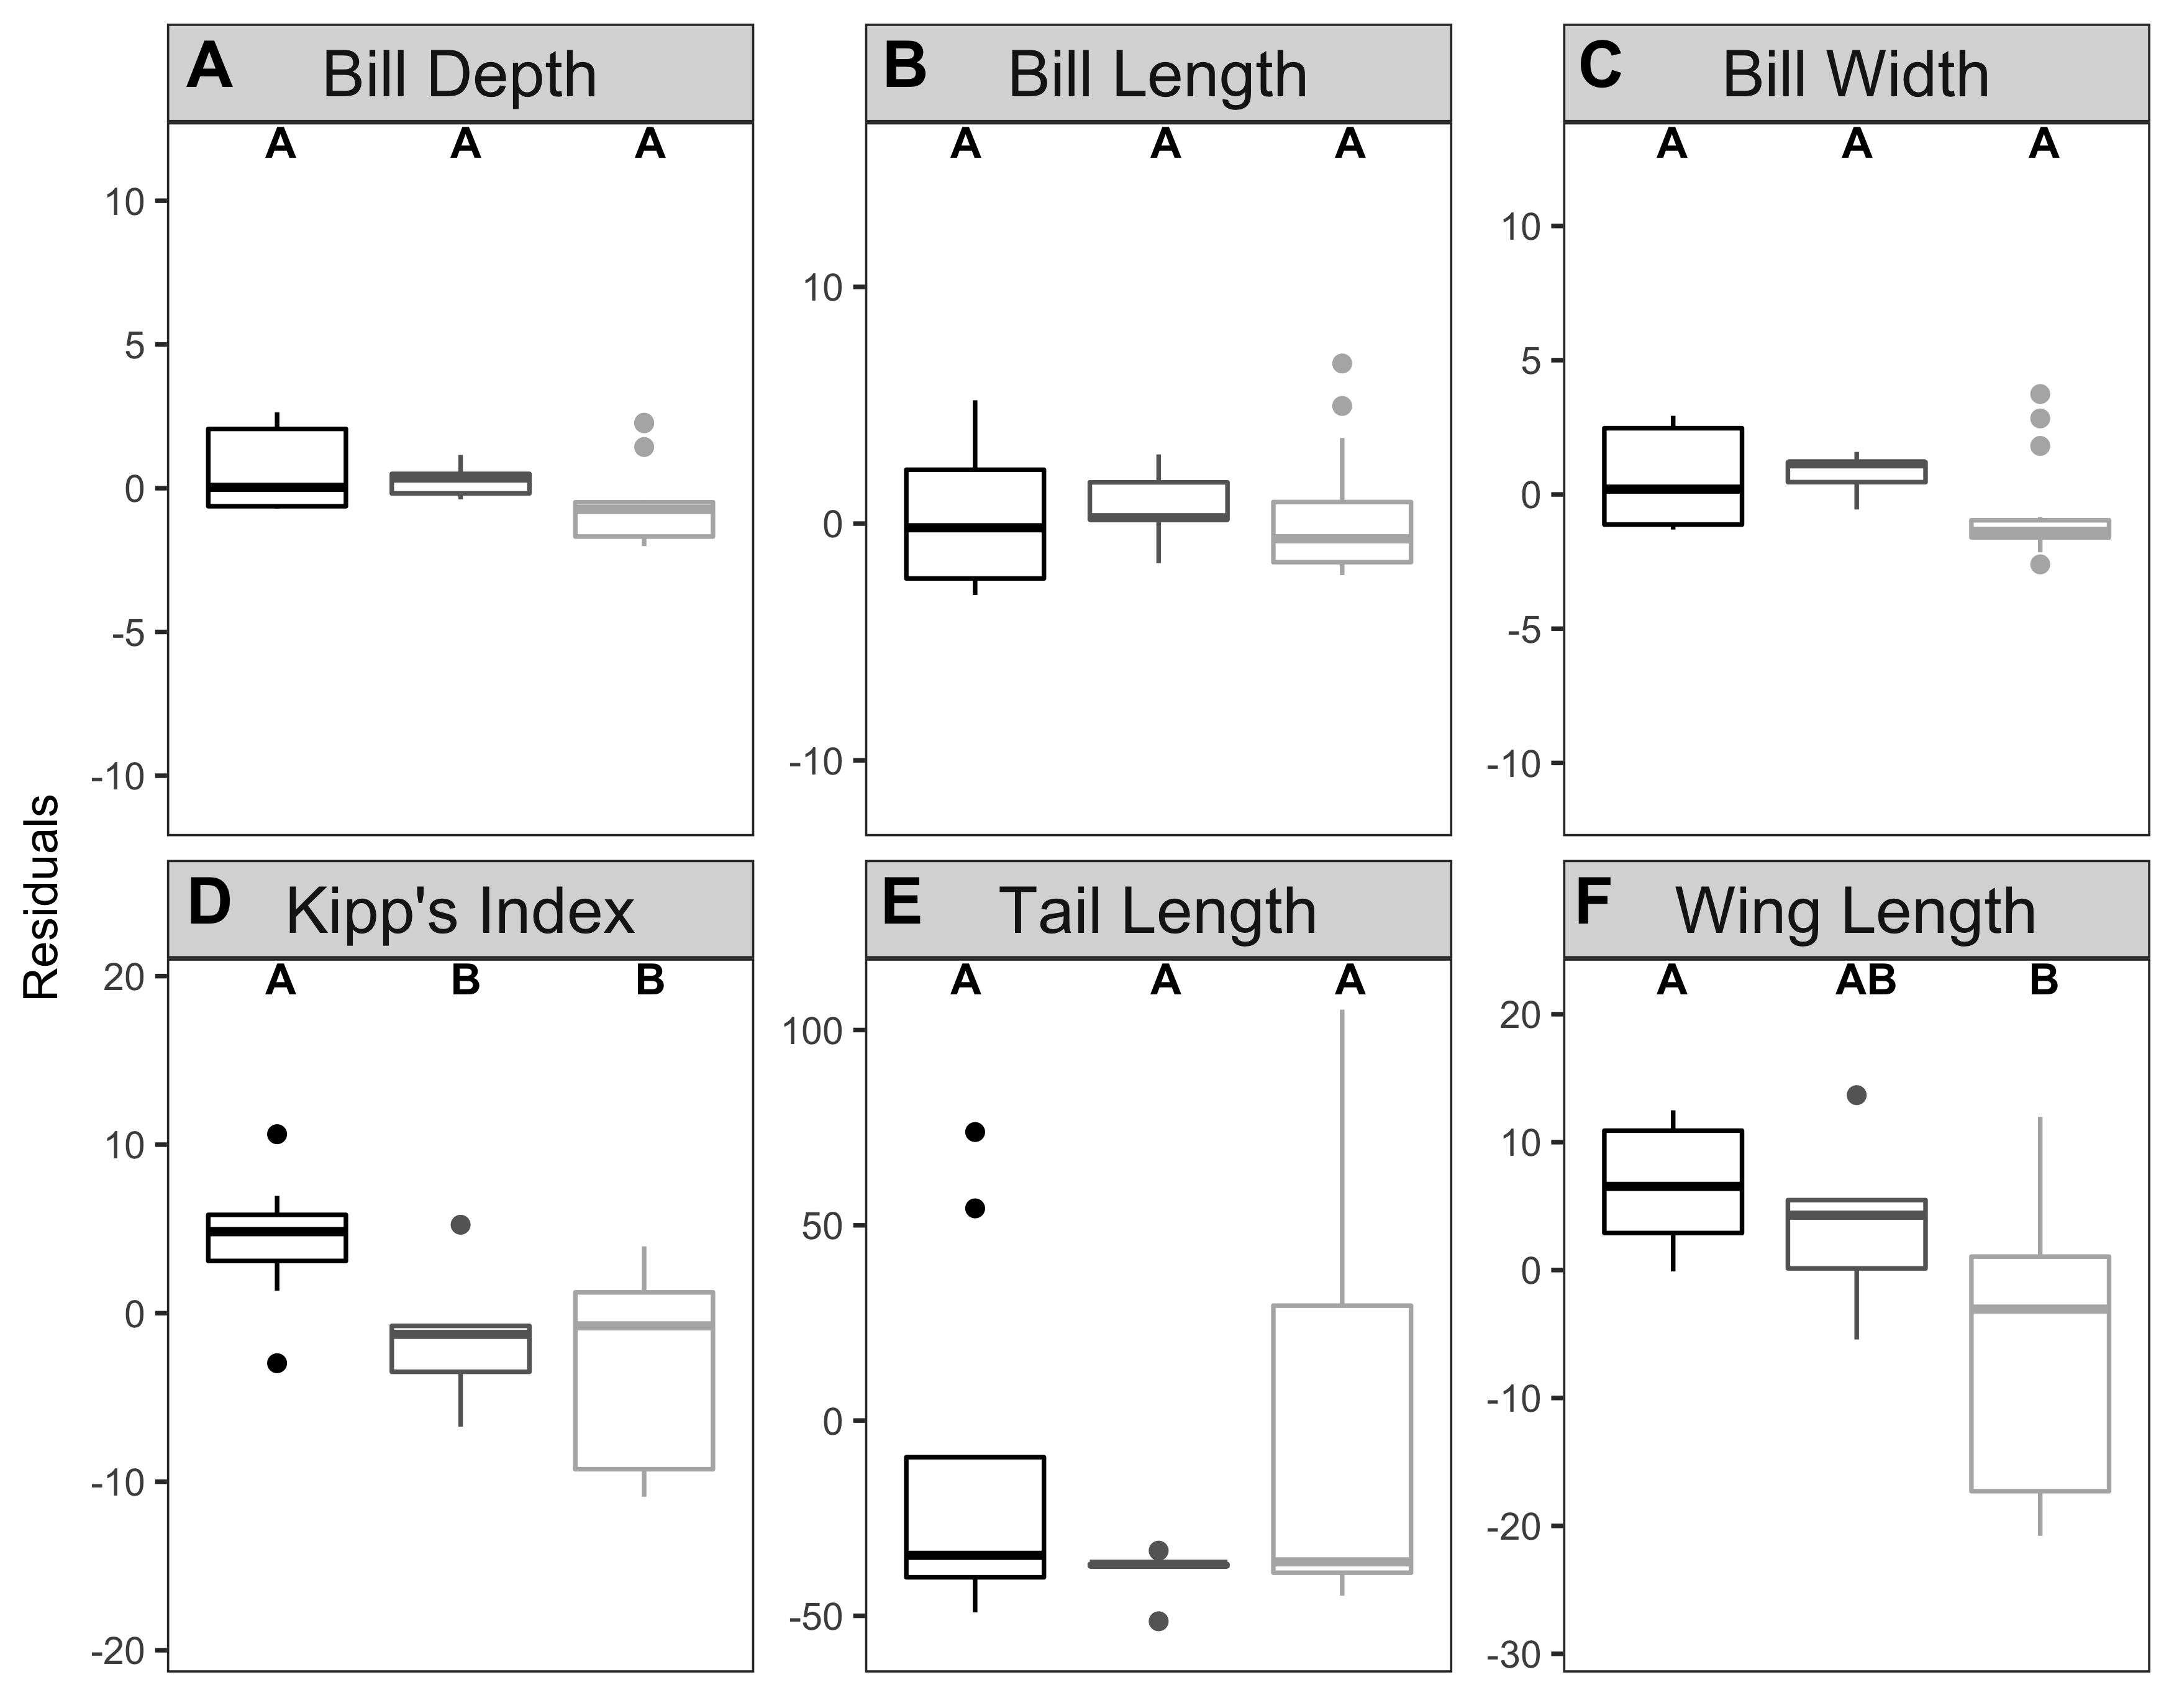 A Bill Depth
A A A
10
5
0
-5
-10
B Bill Length
A A A
10
0
-10
C Bill Width
A A A
10
5
0
-5
-10
Residuals
D Kipp's Index
A B B
20
10
0
-10
-20
E Tail Length
A A A
100
50
0
-50
F Wing Length
A AB B
20
10
0
-10
-20
-30